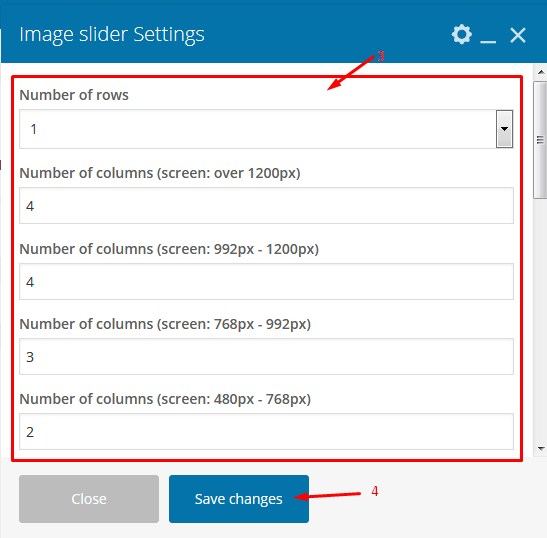 Image slider Settings
3
Number of rows
1
Number of columns (screen: over 1200px)
4
Number of columns (screen: 992px - 1200px)
4
Number of columns (screen: 768px - 992px)
3
Number of columns (screen: 480px - 768px)
2
Close
Save changes
4